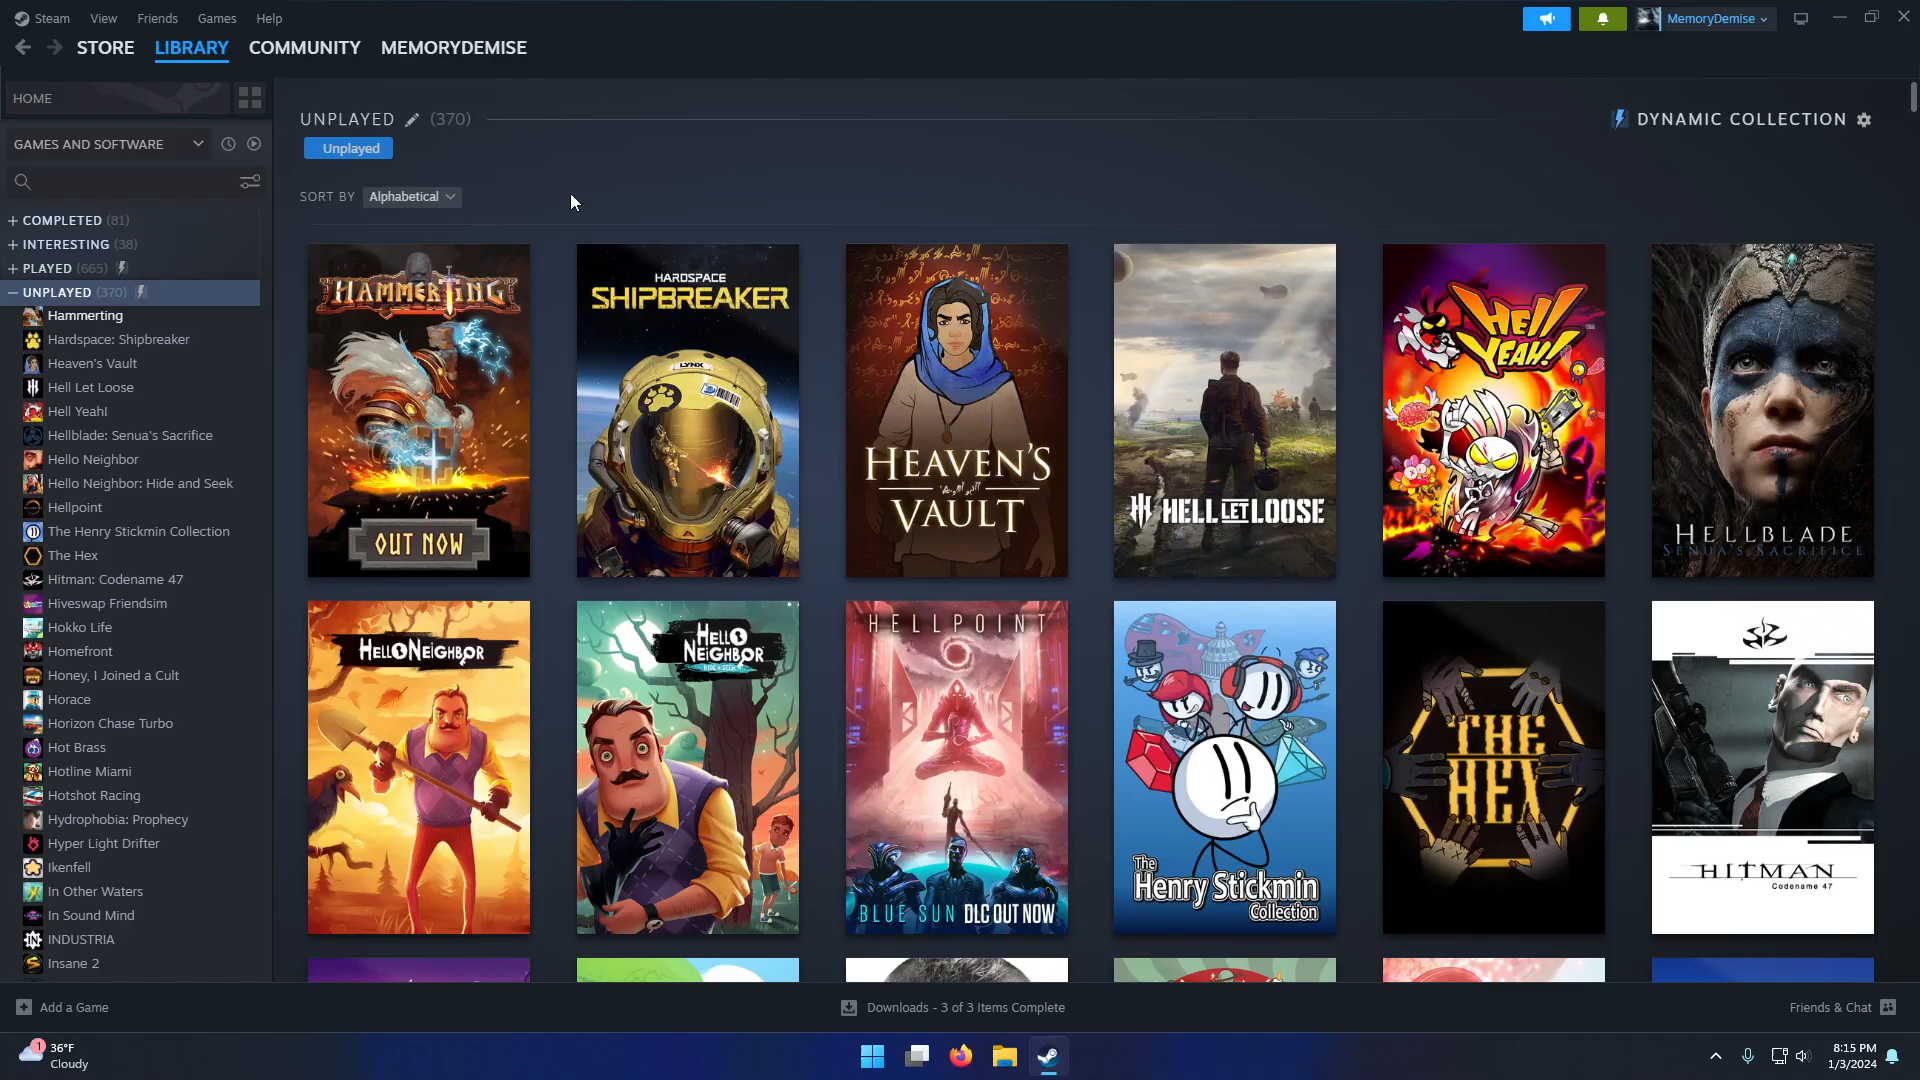 Steam View Friends Games Help
MemoryDemise
STORE LIBRARY COMMUNITY MEMORYDEMISE
HOME
GAMES AND SOFTWARE
COMPLETED (81)
INTERESTING (38)
PLAYED (665)
UNPLAYED (370)
Hammerting
Hardspace: Shipbreaker
Heaven's Vault
Hell Let Loose
Hell Yeah!
Hellblade: Senua's Sacrifice
Hello Neighbor
Hello Neighbor: Hide and Seek
Hellpoint
The Henry Stickmin Collection
The Hex
Hitman: Codename 47
Hiveswap Friendsim
Hokko Life
Homefront
Honey, I Joined a Cult
Horace
Horizon Chase Turbo
Hot Brass
Hotline Miami
Hotshot Racing
Hydrophobia: Prophecy
Hyper Light Drifter
Ikenfell
In Other Waters
In Sound Mind
INDUSTRIA
Insane 2
UNPLAYED (370)
DYNAMIC COLLECTION
Unplayed
SORT BY Alphabetical
HAMMERTING
OUT NOW
HARDSPACE
SHIPBREAKER
LYNX
HEAVEN'S
VAULT
HELL LET LOOSE
HELL
YEAH!
HELLBLADE
SENUA'S SACRIFICE
HELLO NEIGHBOR
HELLO
NEIGHBOR
HIDE & SEEK
HELLPOINT
BLUE SUN DLC OUT NOW
The
Henry Stickmin
Collection
THE
HEX
HITMAN
Codename 47
Add a Game
Downloads - 3 of 3 Items Complete
Friends & Chat
1
36°F
Cloudy
8:15 PM
1/3/2024